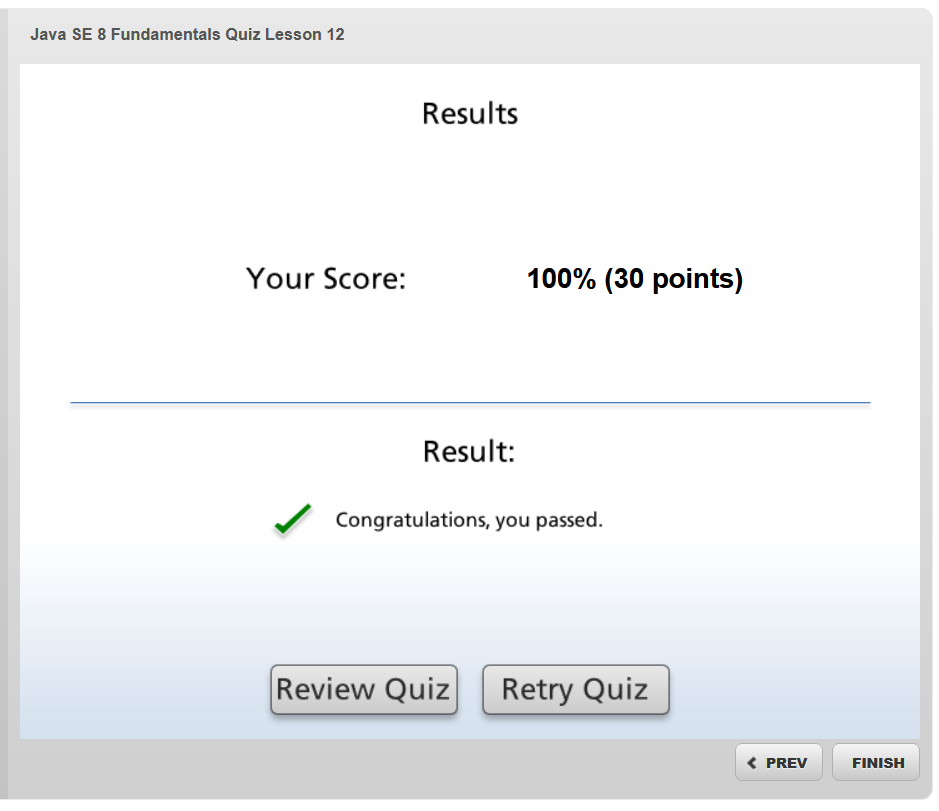 Java SE 8 Fundamentals Quiz Lesson 12
Results
Your Score: 100% (30 points)
Result:
Congratulations, you passed.
Review Quiz Retry Quiz
PREV FINISH